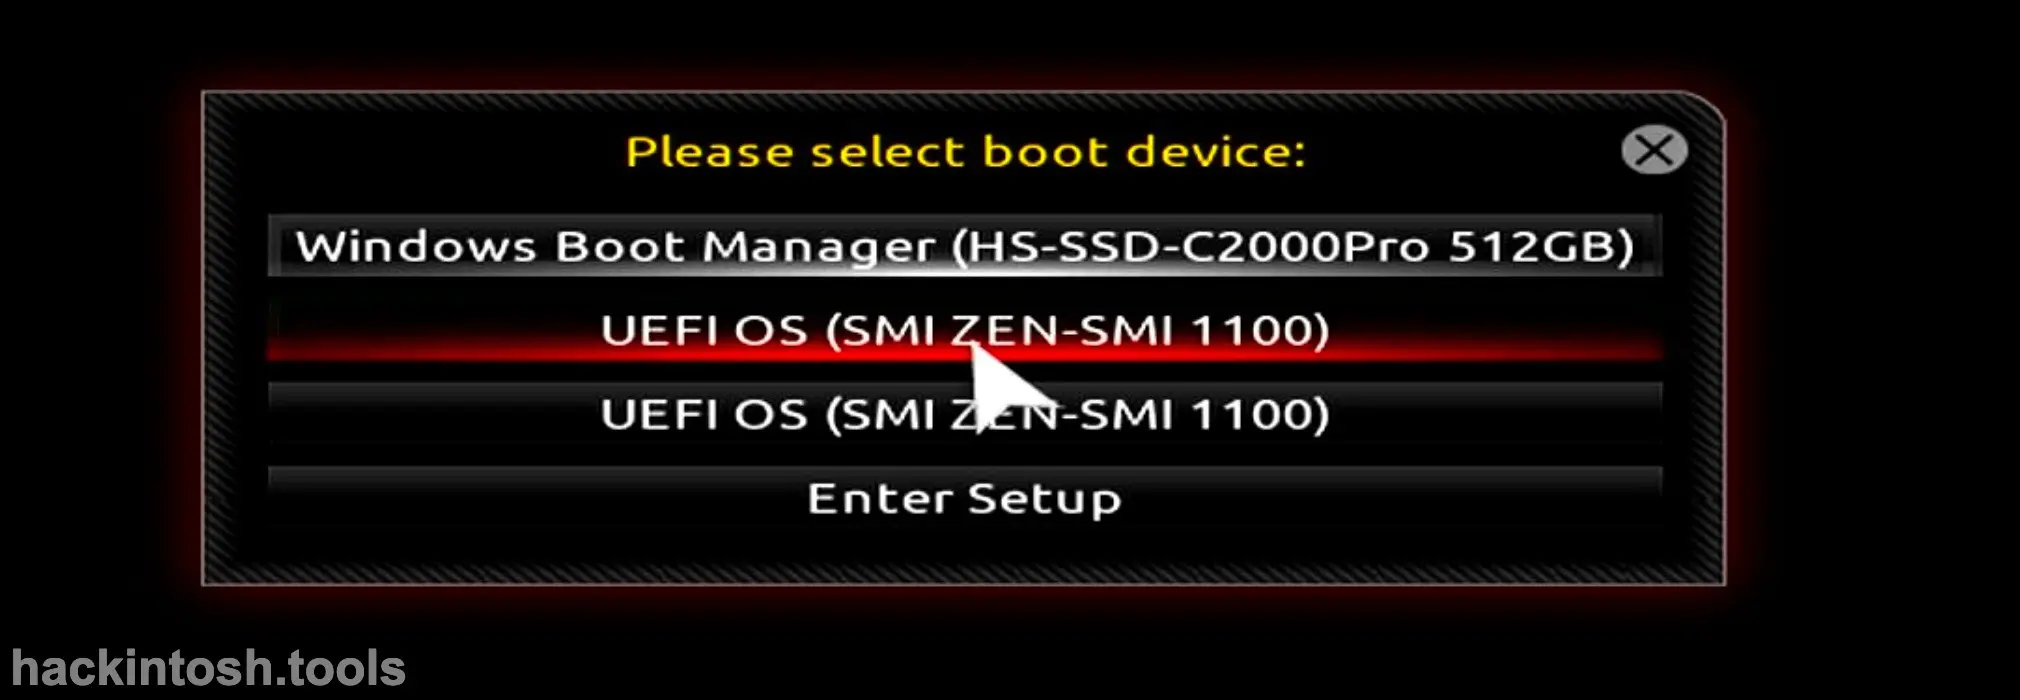 Please select boot device:
Windows Boot Manager (HS-SSD-C2000Pro 512GB)
UEFI OS (SMI ZEN-SMI 1100)
UEFI OS (SMI ZEN-SMI 1100)
Enter Setup
hackintosh.tools